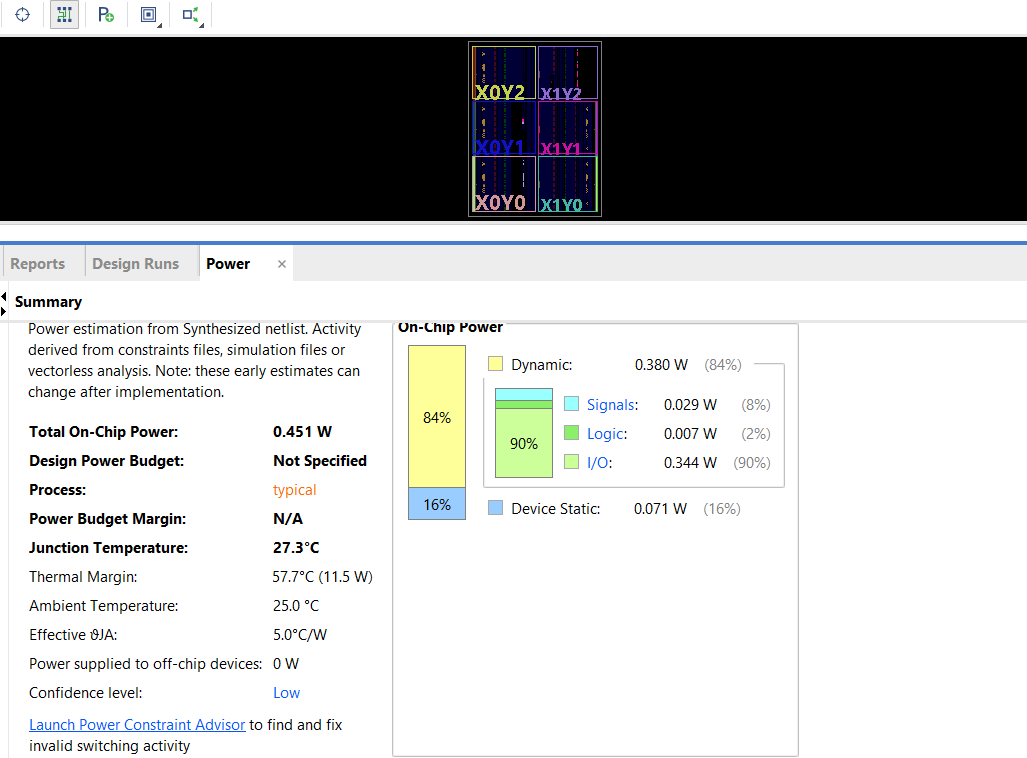 X0Y2
X1Y2
X0Y1
X1Y1
X0Y0
X1Y0
Reports
Design Runs
Power
Summary
Power estimation from Synthesized netlist. Activity
derived from constraints files, simulation files or
vectorless analysis. Note: these early estimates can
change after implementation.
Total On-Chip Power: 0.451 W
Design Power Budget: Not Specified
Process: typical
Power Budget Margin: N/A
Junction Temperature: 27.3°C
Thermal Margin: 57.7°C (11.5 W)
Ambient Temperature: 25.0 °C
Effective ϑJA: 5.0°C/W
Power supplied to off-chip devices: 0 W
Confidence level: Low
Launch Power Constraint Advisor to find and fix
invalid switching activity
On-Chip Power
84%
16%
Dynamic: 0.380 W (84%)
90%
Signals: 0.029 W (8%)
Logic: 0.007 W (2%)
I/O: 0.344 W (90%)
Device Static: 0.071 W (16%)